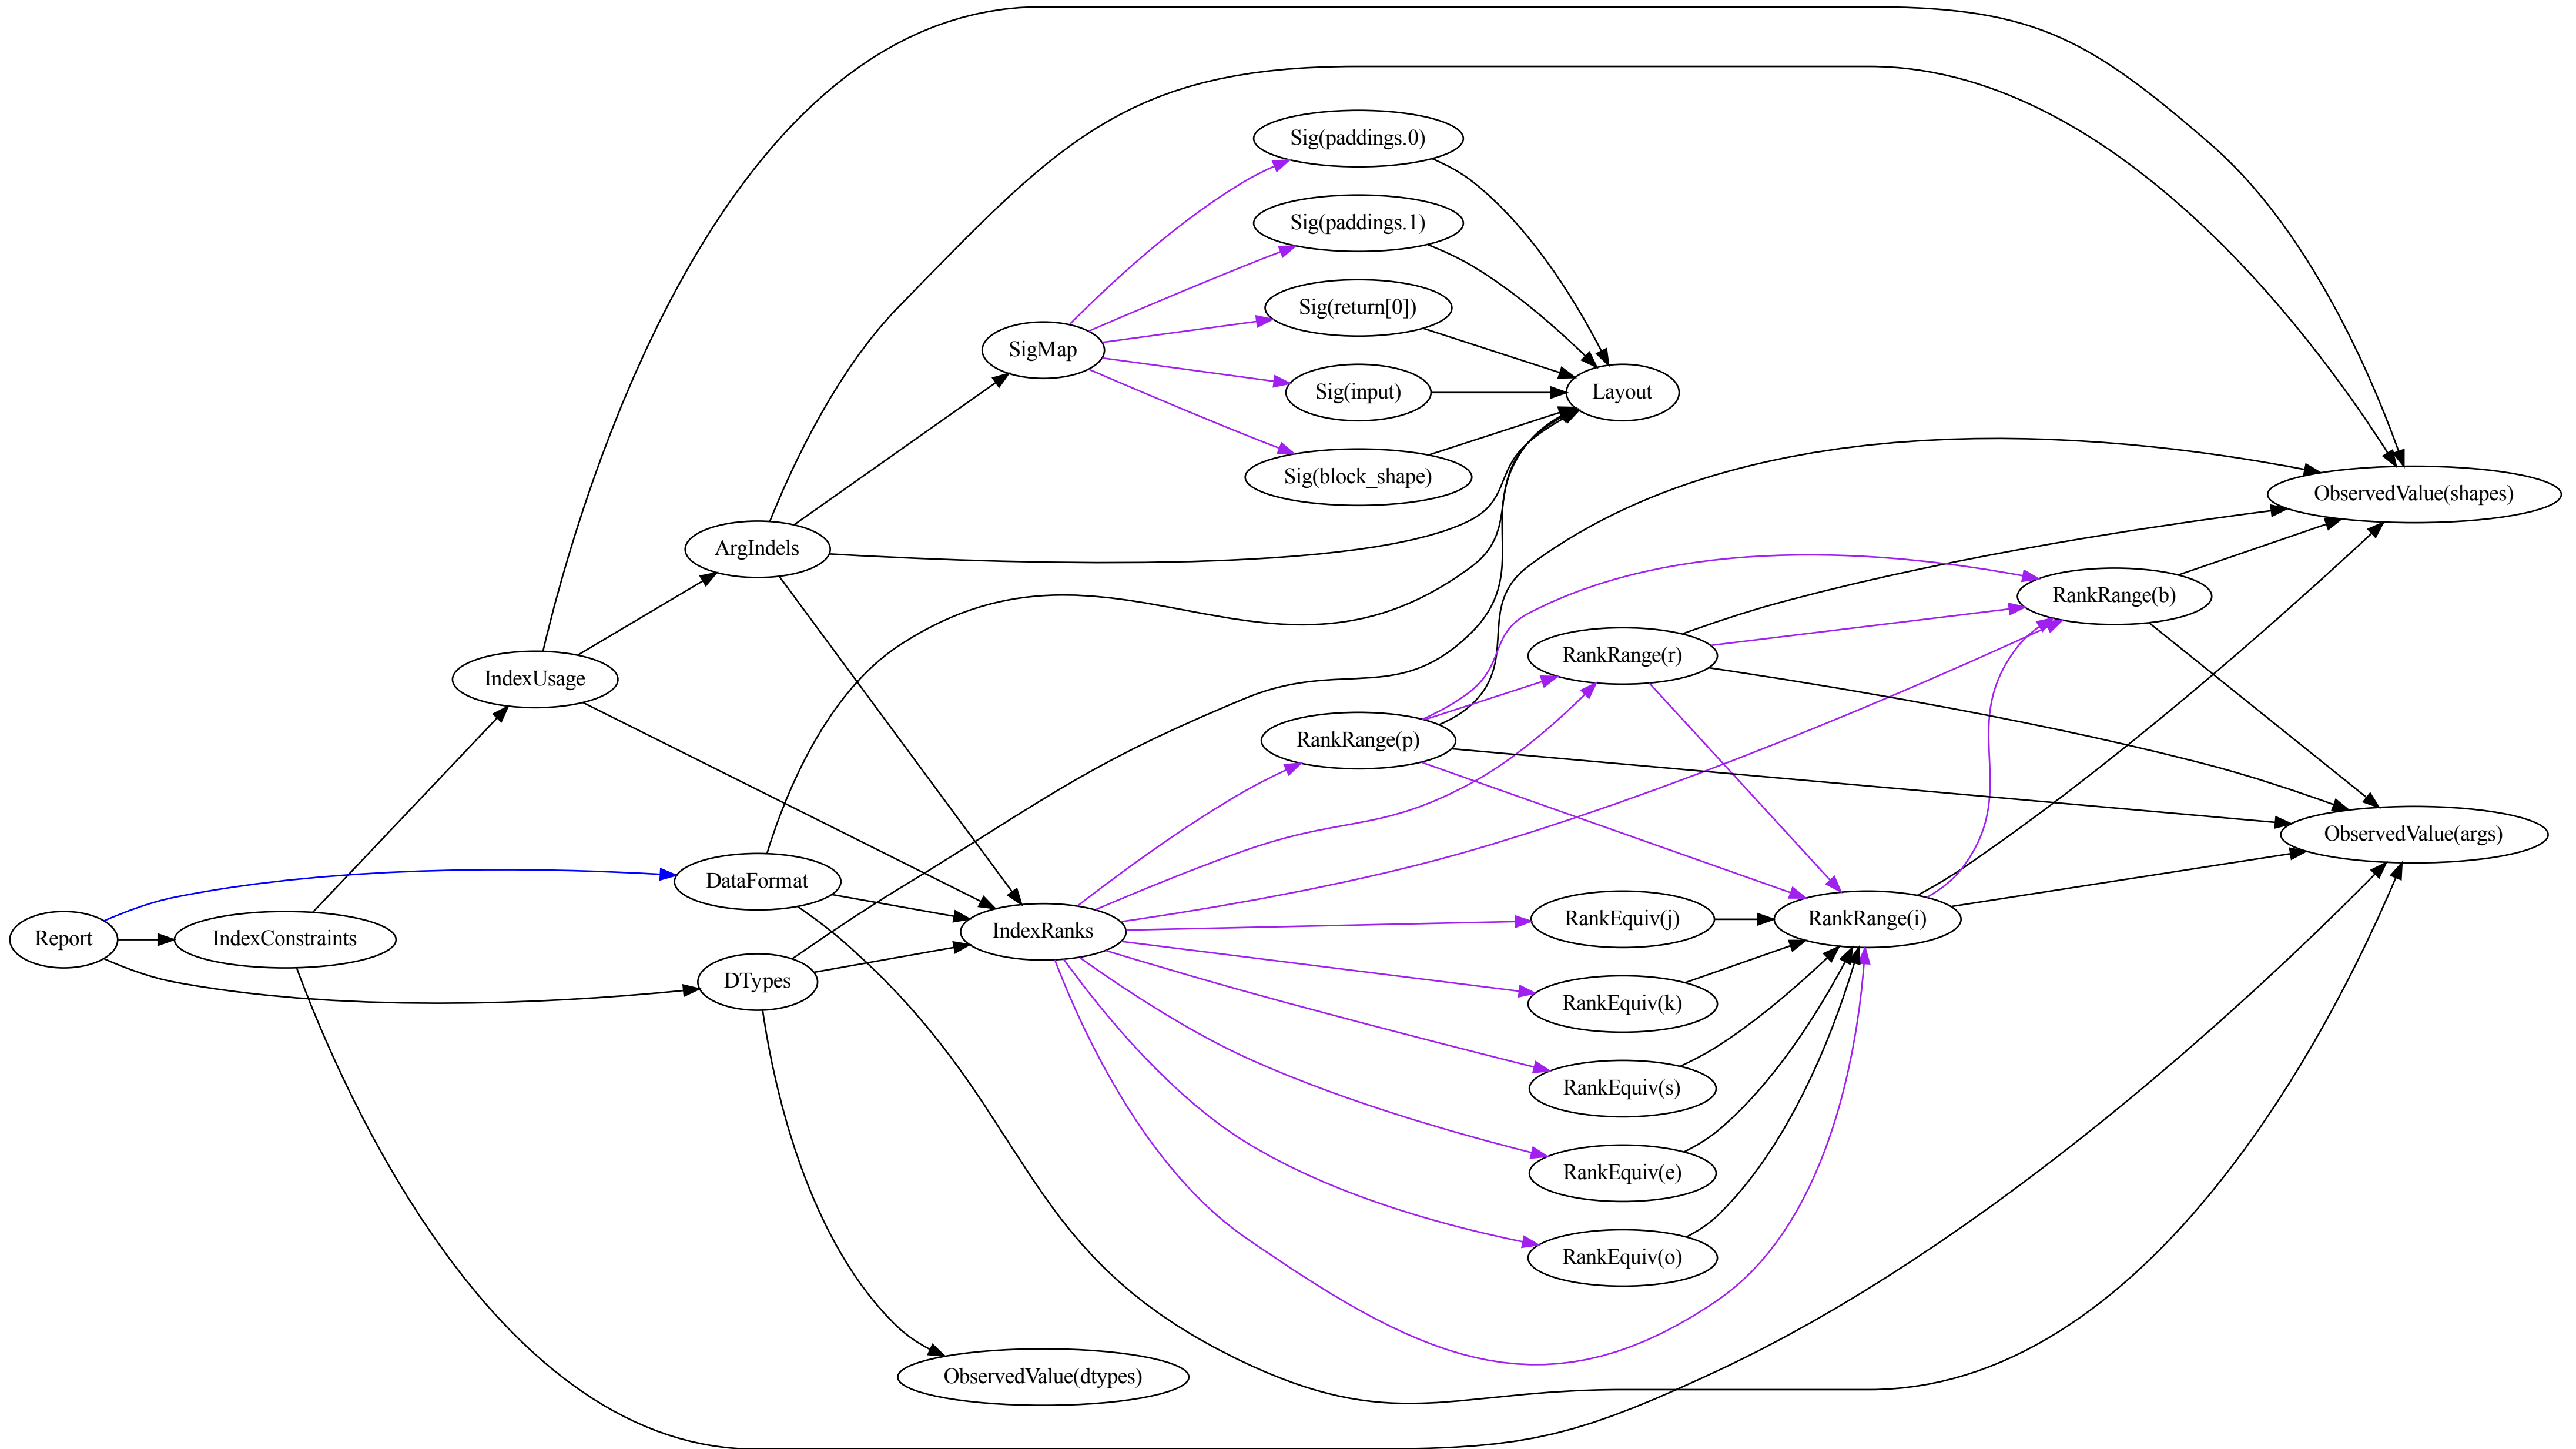 Sig(paddings.0)
Sig(paddings.1)
Sig(return[0])
SigMap
Sig(input)
Layout
Sig(block_shape)
ObservedValue(shapes)
ArgIndels
RankRange(b)
RankRange(r)
IndexUsage
RankRange(p)
ObservedValue(args)
DataFormat
RankEquiv(j)
RankRange(i)
IndexRanks
Report
IndexConstraints
DTypes
RankEquiv(k)
RankEquiv(s)
RankEquiv(e)
RankEquiv(o)
ObservedValue(dtypes)